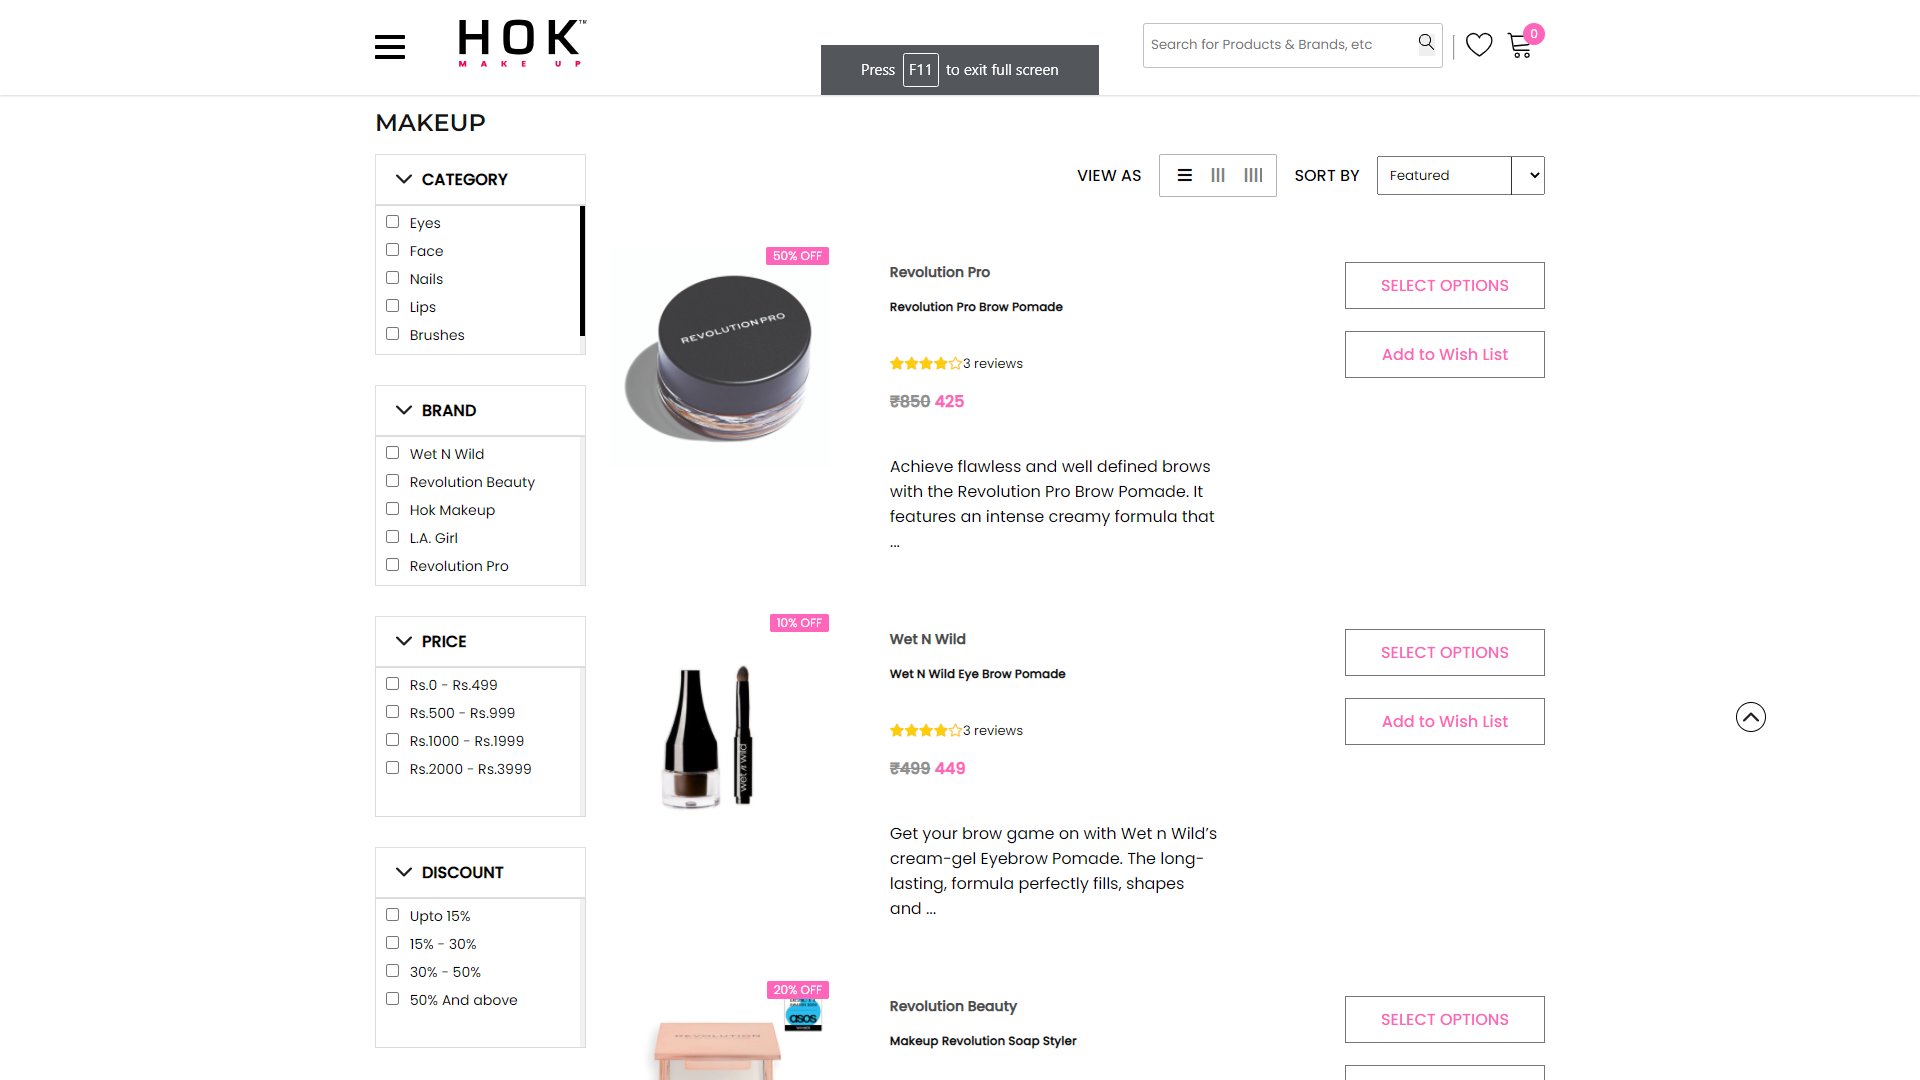 HOK™
MAKE UP
Press F11 to exit full screen
Search for Products & Brands, etc
0
MAKEUP
CATEGORY
Eyes
Face
Nails
Lips
Brushes
BRAND
Wet N Wild
Revolution Beauty
Hok Makeup
L.A. Girl
Revolution Pro
PRICE
Rs.0 - Rs.499
Rs.500 - Rs.999
Rs.1000 - Rs.1999
Rs.2000 - Rs.3999
DISCOUNT
Upto 15%
15% - 30%
30% - 50%
50% And above
VIEW AS
SORT BY
Featured
50% OFF
REVOLUTION PRO
Revolution Pro
Revolution Pro Brow Pomade
3 reviews
₹850 425
Achieve flawless and well defined brows
with the Revolution Pro Brow Pomade. It
features an intense creamy formula that
...
SELECT OPTIONS
Add to Wish List
10% OFF
wet n wild
Wet N Wild
Wet N Wild Eye Brow Pomade
3 reviews
₹499 449
Get your brow game on with Wet n Wild’s
cream-gel Eyebrow Pomade. The long-
lasting, formula perfectly fills, shapes
and ...
SELECT OPTIONS
Add to Wish List
20% OFF
asos
REVOLUTION
Revolution Beauty
Makeup Revolution Soap Styler
SELECT OPTIONS